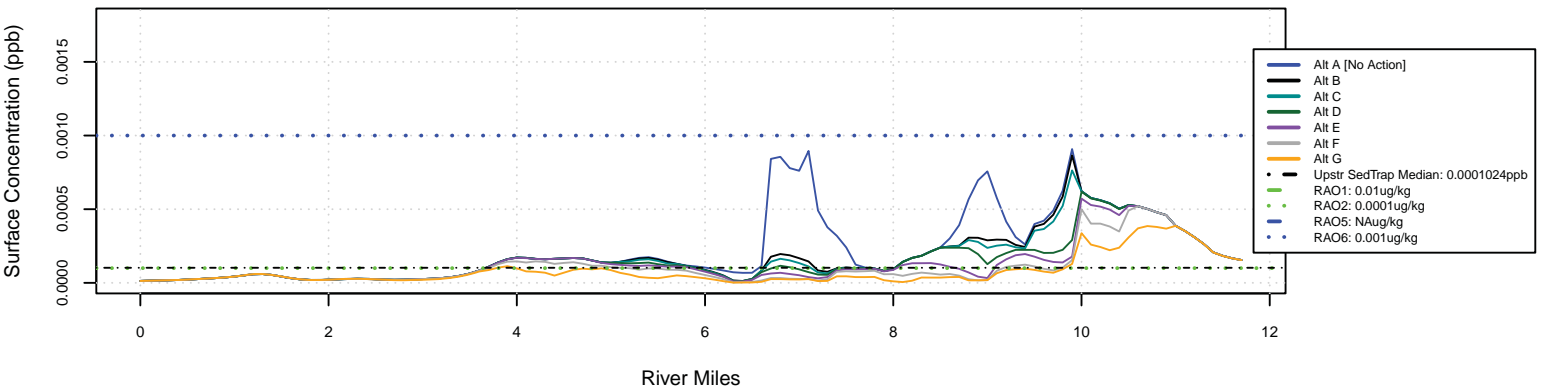 Surface Concentration (ppb)
0.0015
0.0010
0.0005
0.0000
0 2 4 6 8 10 12
River Miles
Alt A [No Action]
Alt B
Alt C
Alt D
Alt E
Alt F
Alt G
Upstr SedTrap Median: 0.0001024ppb
RAO1: 0.01ug/kg
RAO2: 0.0001ug/kg
RAO5: NAug/kg
RAO6: 0.001ug/kg